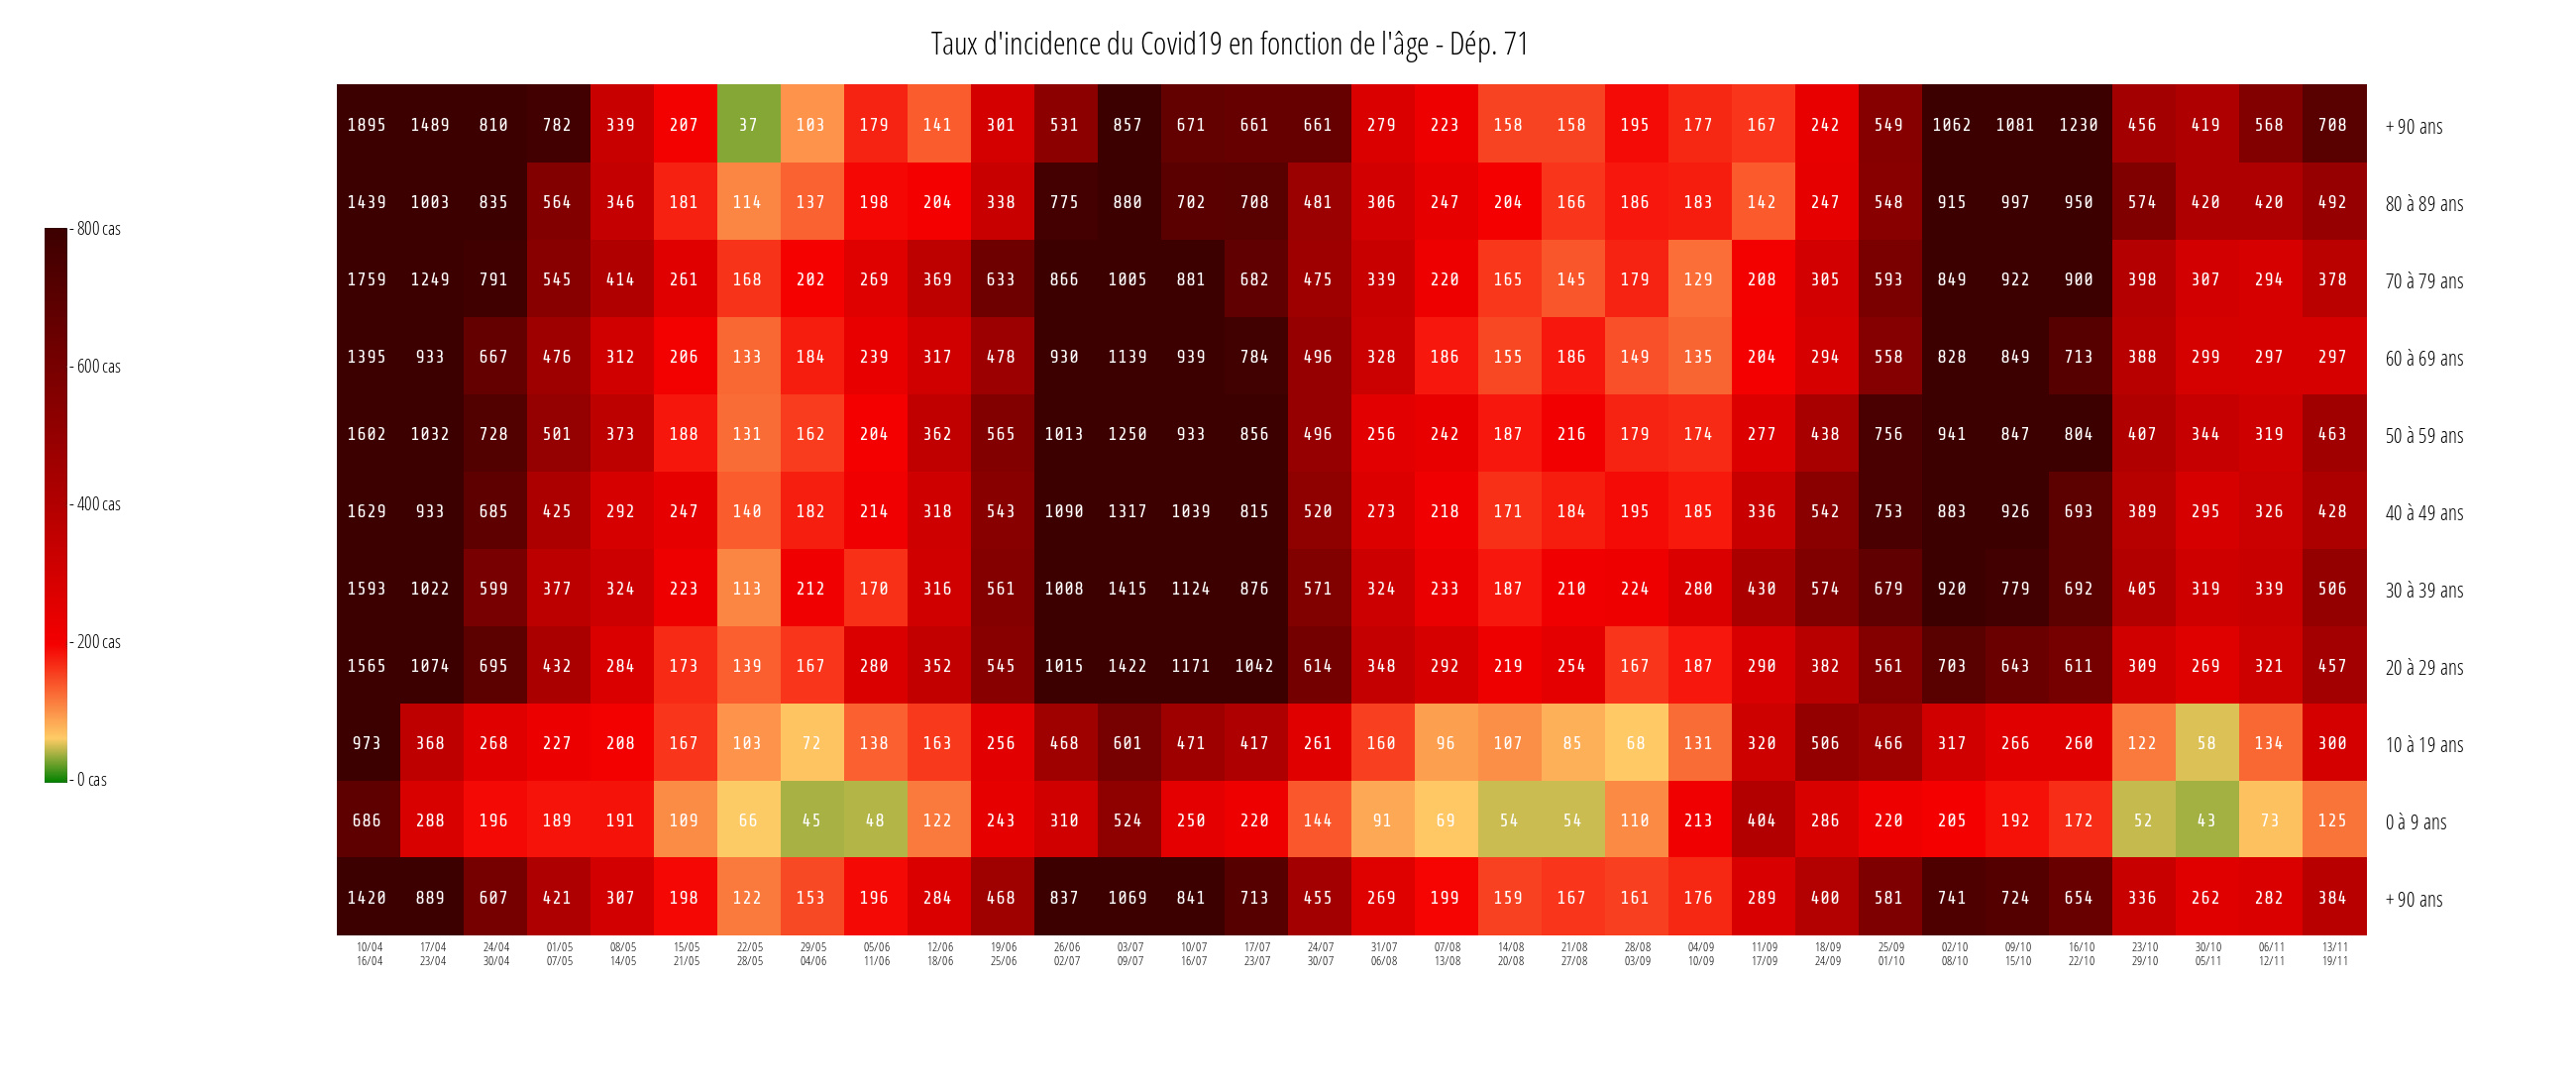 Taux d'incidence du Covid19 en fonction de l'âge - Dép. 71
- 800 cas
- 600 cas
- 400 cas
- 200 cas
- 0 cas
1895 1489 810 782 339 207 37 103 179 141 301 531 857 671 661 661 279 223 158 158 195 177 167 242 549 1062 1081 1230 456 419 568 708 + 90 ans
1439 1003 835 564 346 181 114 137 198 204 338 775 880 702 708 481 306 247 204 166 186 183 142 247 548 915 997 950 574 420 420 492 80 à 89 ans
1759 1249 791 545 414 261 168 202 269 369 633 866 1005 881 682 475 339 220 165 145 179 129 208 305 593 849 922 900 398 307 294 378 70 à 79 ans
1395 933 667 476 312 206 133 184 239 317 478 930 1139 939 784 496 328 186 155 186 149 135 204 294 558 828 849 713 388 299 297 297 60 à 69 ans
1602 1032 728 501 373 188 131 162 204 362 565 1013 1250 933 856 496 256 242 187 216 179 174 277 438 756 941 847 804 407 344 319 463 50 à 59 ans
1629 933 685 425 292 247 140 182 214 318 543 1090 1317 1039 815 520 273 218 171 184 195 185 336 542 753 883 926 693 389 295 326 428 40 à 49 ans
1593 1022 599 377 324 223 113 212 170 316 561 1008 1415 1124 876 571 324 233 187 210 224 280 430 574 679 920 779 692 405 319 339 506 30 à 39 ans
1565 1074 695 432 284 173 139 167 280 352 545 1015 1422 1171 1042 614 348 292 219 254 167 187 290 382 561 703 643 611 309 269 321 457 20 à 29 ans
973 368 268 227 208 167 103 72 138 163 256 468 601 471 417 261 160 96 107 85 68 131 320 506 466 317 266 260 122 58 134 300 10 à 19 ans
686 288 196 189 191 109 66 45 48 122 243 310 524 250 220 144 91 69 54 54 110 213 404 286 220 205 192 172 52 43 73 125 0 à 9 ans
1420 889 607 421 307 198 122 153 196 284 468 837 1069 841 713 455 269 199 159 167 161 176 289 400 581 741 724 654 336 262 282 384 + 90 ans
10/04 17/04 24/04 01/05 08/05 15/05 22/05 29/05 05/06 12/06 19/06 26/06 03/07 10/07 17/07 24/07 31/07 07/08 14/08 21/08 28/08 04/09 11/09 18/09 25/09 02/10 09/10 16/10 23/10 30/10 06/11 13/11
16/04 23/04 30/04 07/05 14/05 21/05 28/05 04/06 11/06 18/06 25/06 02/07 09/07 16/07 23/07 30/07 06/08 13/08 20/08 27/08 03/09 10/09 17/09 24/09 01/10 08/10 15/10 22/10 29/10 05/11 12/11 19/11